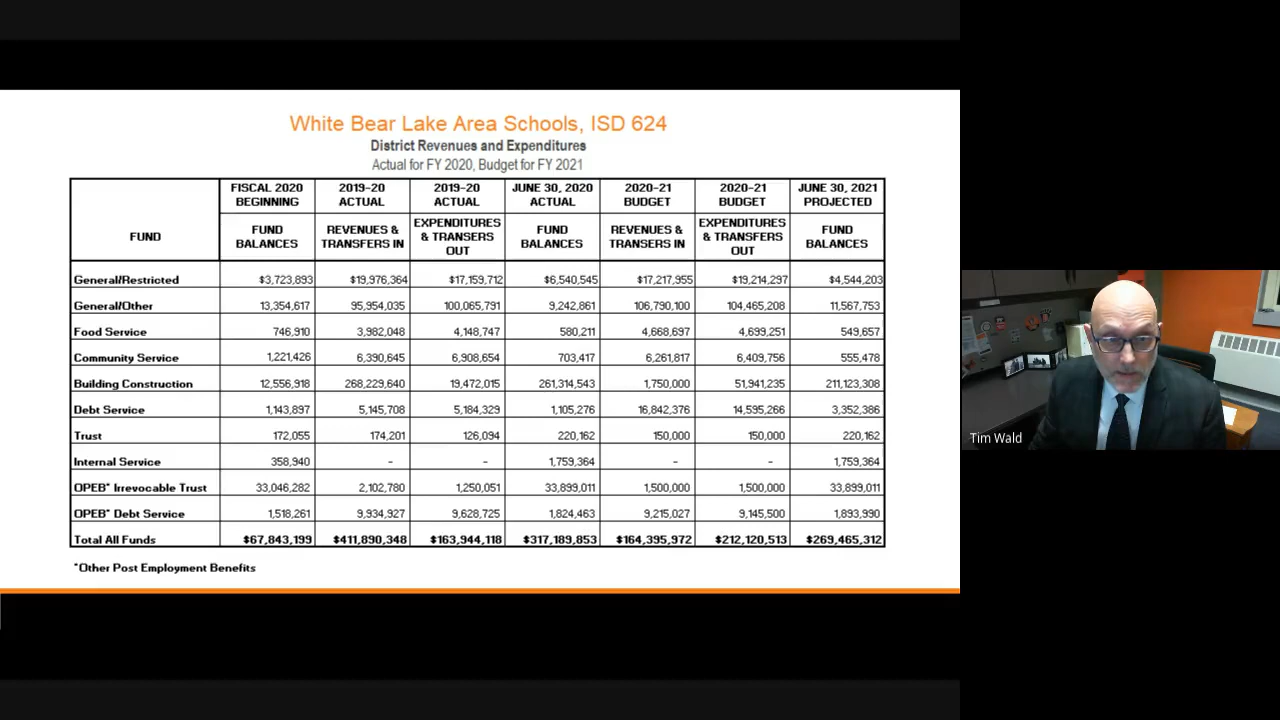 White Bear Lake Area Schools, ISD 624
District Revenues and Expenditures
Actual for FY 2020, Budget for FY 2021
FUND
FISCAL 2020 BEGINNING
2019-20 ACTUAL
2019-20 ACTUAL
JUNE 30, 2020 ACTUAL
2020-21 BUDGET
2020-21 BUDGET
JUNE 30, 2021 PROJECTED
FUND BALANCES
REVENUES & TRANSFERS IN
EXPENDITURES & TRANSERS OUT
FUND BALANCES
REVENUES & TRANSERS IN
EXPENDITURES & TRANSFERS OUT
FUND BALANCES
General/Restricted $3,723,893 $19,976,364 $17,159,712 $6,540,545 $17,217,955 $19,214,297 $4,544,203
General/Other 13,354,617 95,954,035 100,065,791 9,242,861 106,790,100 104,465,208 11,567,753
Food Service 746,910 3,982,048 4,148,747 580,211 4,668,697 4,699,251 549,657
Community Service 1,221,426 6,390,645 6,908,654 703,417 6,261,817 6,409,756 555,478
Building Construction 12,556,918 268,229,640 19,472,015 261,314,543 1,750,000 51,941,235 211,123,308
Debt Service 1,143,897 5,145,708 5,184,329 1,105,276 16,842,376 14,595,266 3,352,386
Trust 172,055 174,201 126,094 220,162 150,000 150,000 220,162
Internal Service 358,940 - - 1,759,364 - - 1,759,364
OPEB* Irrevocable Trust 33,046,282 2,102,780 1,250,051 33,899,011 1,500,000 1,500,000 33,899,011
OPEB* Debt Service 1,518,261 9,934,927 9,628,725 1,824,463 9,215,027 9,145,500 1,893,990
Total All Funds $67,843,199 $411,890,348 $163,944,118 $317,189,853 $164,395,972 $212,120,513 $269,465,312
*Other Post Employment Benefits
Tim Wald